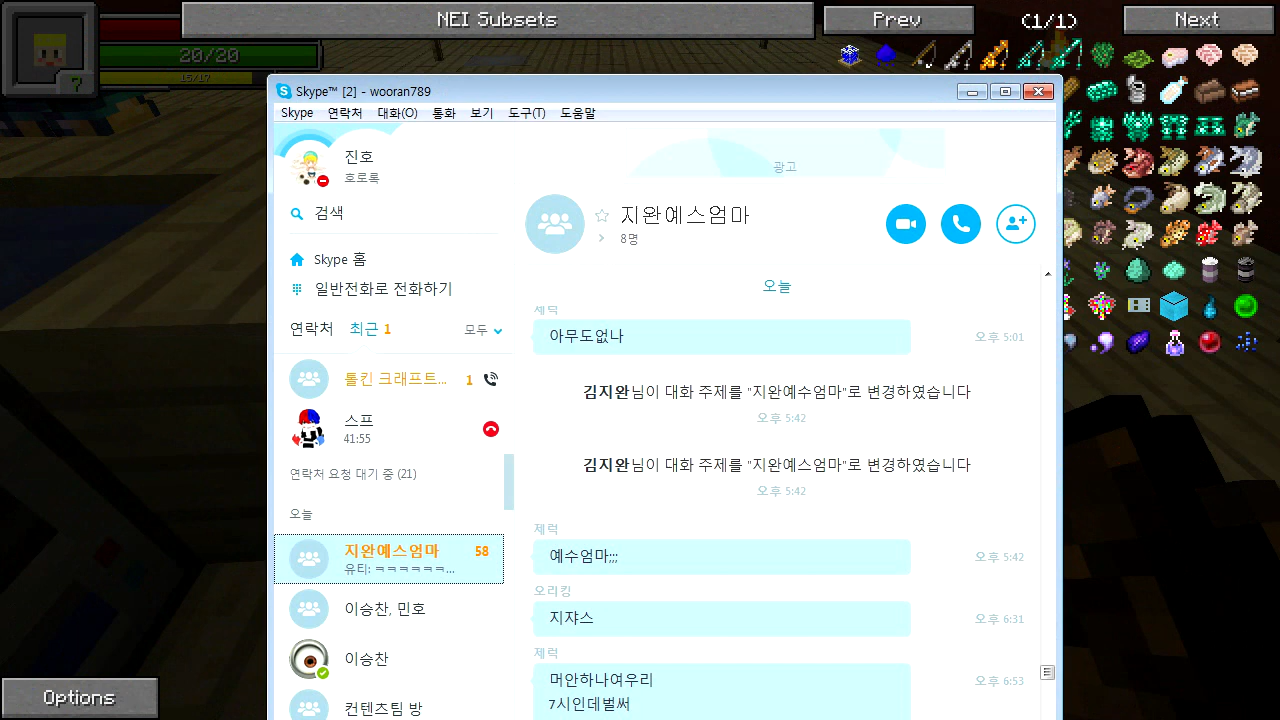 NEI Subsets
Prev
(1/1)
Next
20/20
15/17
?
Skype™ [2] - wooran789
Skype 연락처 대화(O) 통화 보기 도구(T) 도움말
진호
호로록
검색
Skype 홈
일반전화로 전화하기
연락처 최근 1 모두
톨킨 크래프트... 1
스프
41:55
연락처 요청 대기 중 (21)
오늘
지완예스엄마 58
유티: ㅋㅋㅋㅋㅋㅋ...
이승찬, 민호
이승찬
컨텐츠팀 방
광고
지완예스엄마
8명
오늘
아무도없나 오후 5:01
김지완님이 대화 주제를 "지완예수엄마"로 변경하였습니다
오후 5:42
김지완님이 대화 주제를 "지완예스엄마"로 변경하였습니다
오후 5:42
제럭
예수엄마;;; 오후 5:42
오리킹
지쟈스 오후 6:31
제럭
머안하나여우리 오후 6:53
7시인데벌써
Options